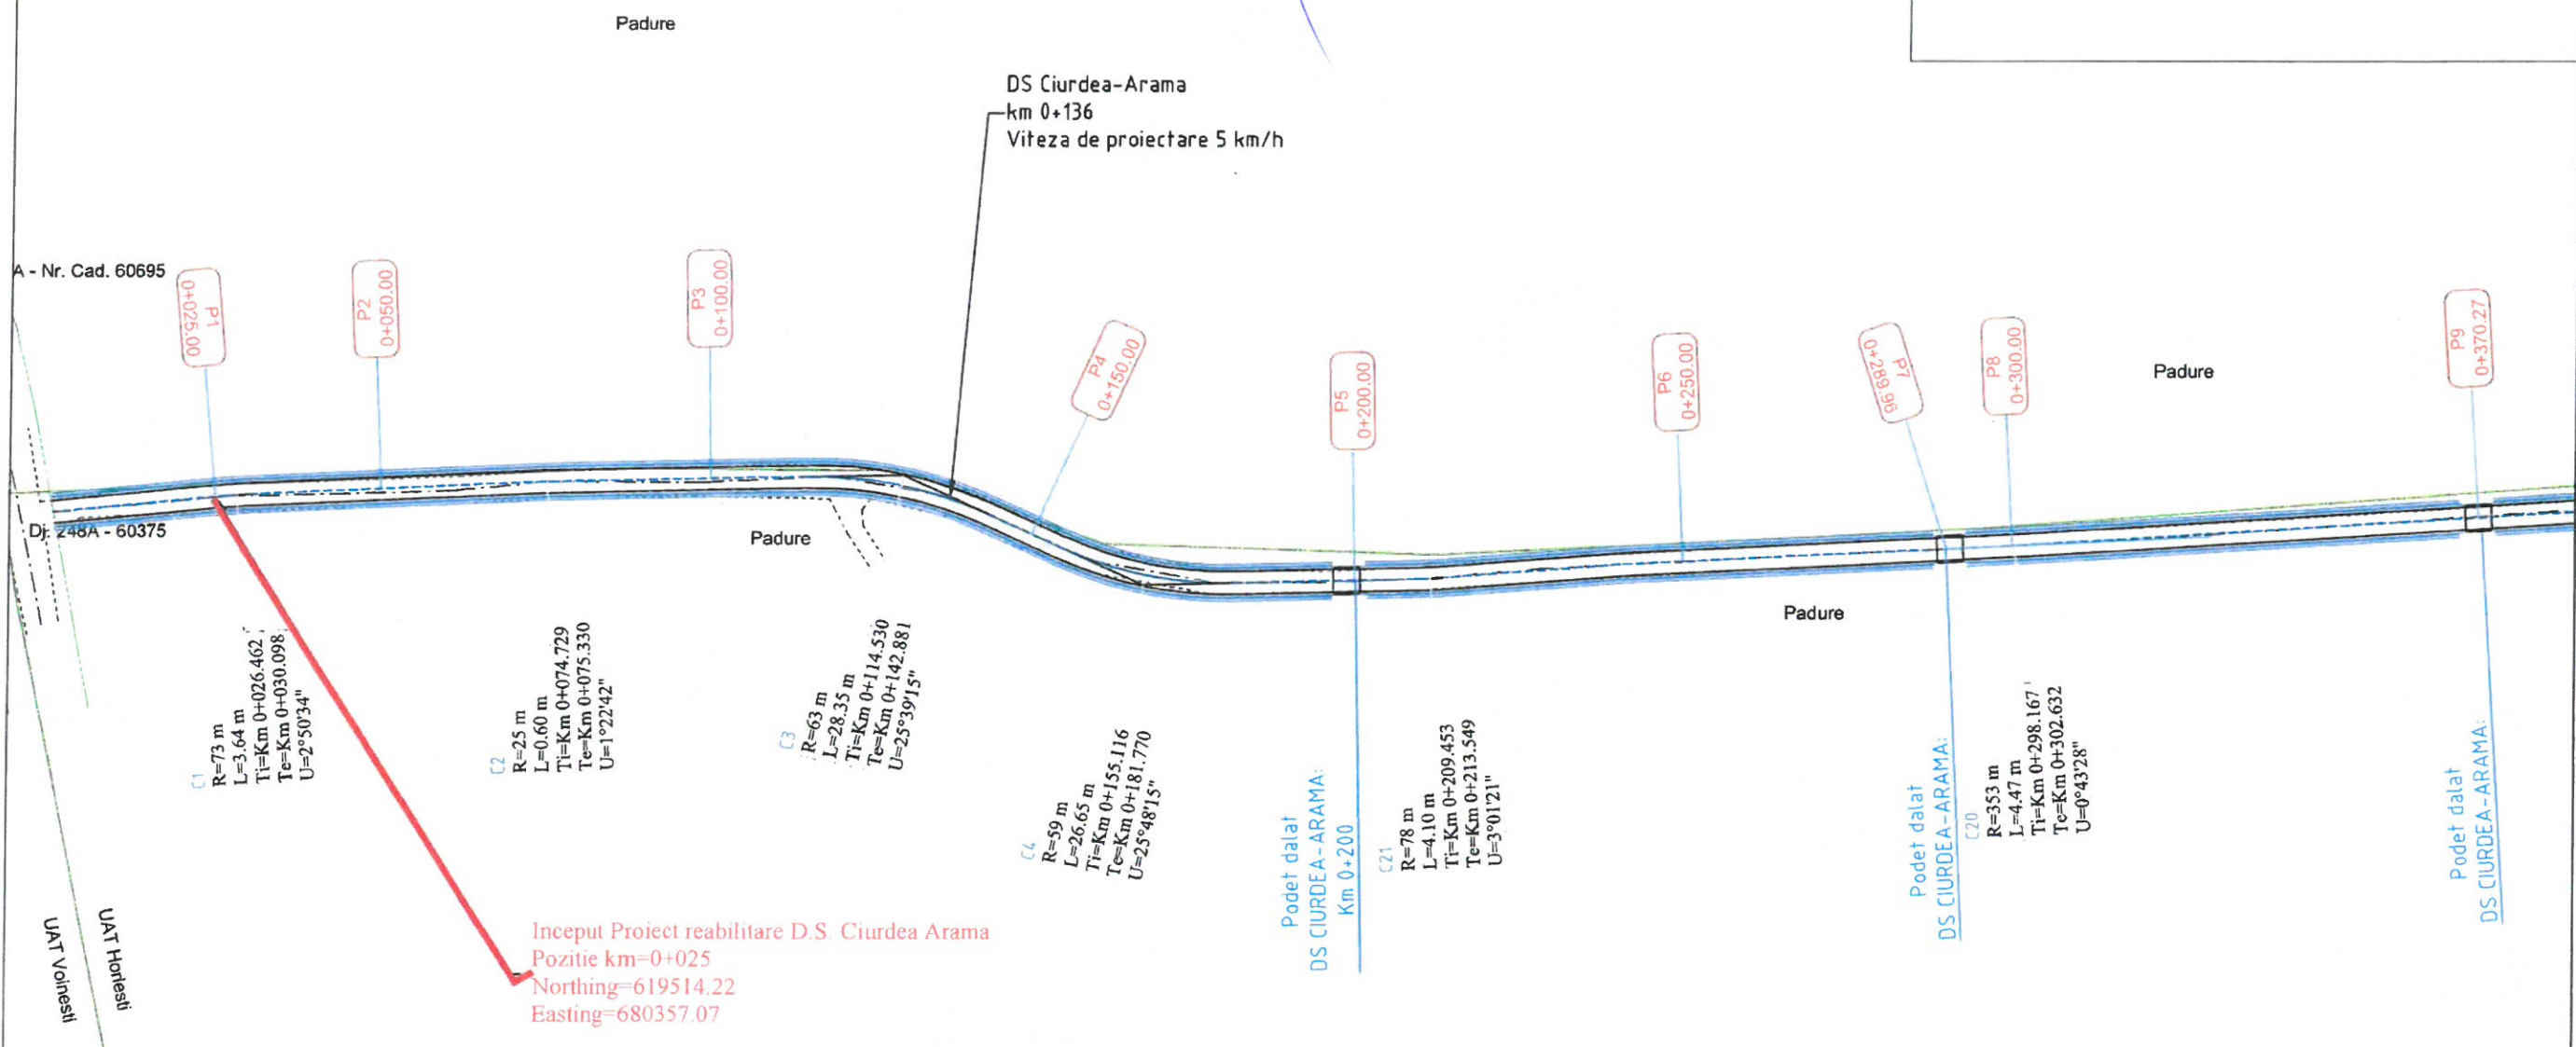 Padure
DS Ciurdea-Arama
km 0+136
Viteza de proiectare 5 km/h
A - Nr. Cad. 60695
P1
0+025.00
P2
0+050.00
P3
0+100.00
P4
0+150.00
P5
0+200.00
P6
0+250.00
P7
0+289.96
P8
0+300.00
Padure
P9
0+370.27
Dj. 248A - 60375
Padure
Padure
C1
R=73 m
L=3.64 m
Ti=Km 0+026.462
Te=Km 0+030.098
U=2°50'34"
C2
R=25 m
L=0.60 m
Ti=Km 0+074.729
Te=Km 0+075.330
U=1°22'42"
C3
R=63 m
L=28.35 m
Ti=Km 0+114.530
Te=Km 0+142.881
U=25°39'15"
C4
R=59 m
L=26.65 m
Ti=Km 0+155.116
Te=Km 0+181.770
U=25°48'15"
Podet dalat
DS CIURDEA-ARAMA:
Km 0+200
C21
R=78 m
L=4.10 m
Ti=Km 0+209.453
Te=Km 0+213.549
U=3°01'21"
Podet dalat
DS CIURDEA-ARAMA:
C20
R=353 m
L=4.47 m
Ti=Km 0+298.167
Te=Km 0+302.632
U=0°43'28"
Podet dalat
DS CIURDEA-ARAMA:
UAT Voinesti
UAT Horlesti
Inceput Proiect reabilitare D.S. Ciurdea Arama
Pozitie km=0+025
Northing=619514.22
Easting=680357.07